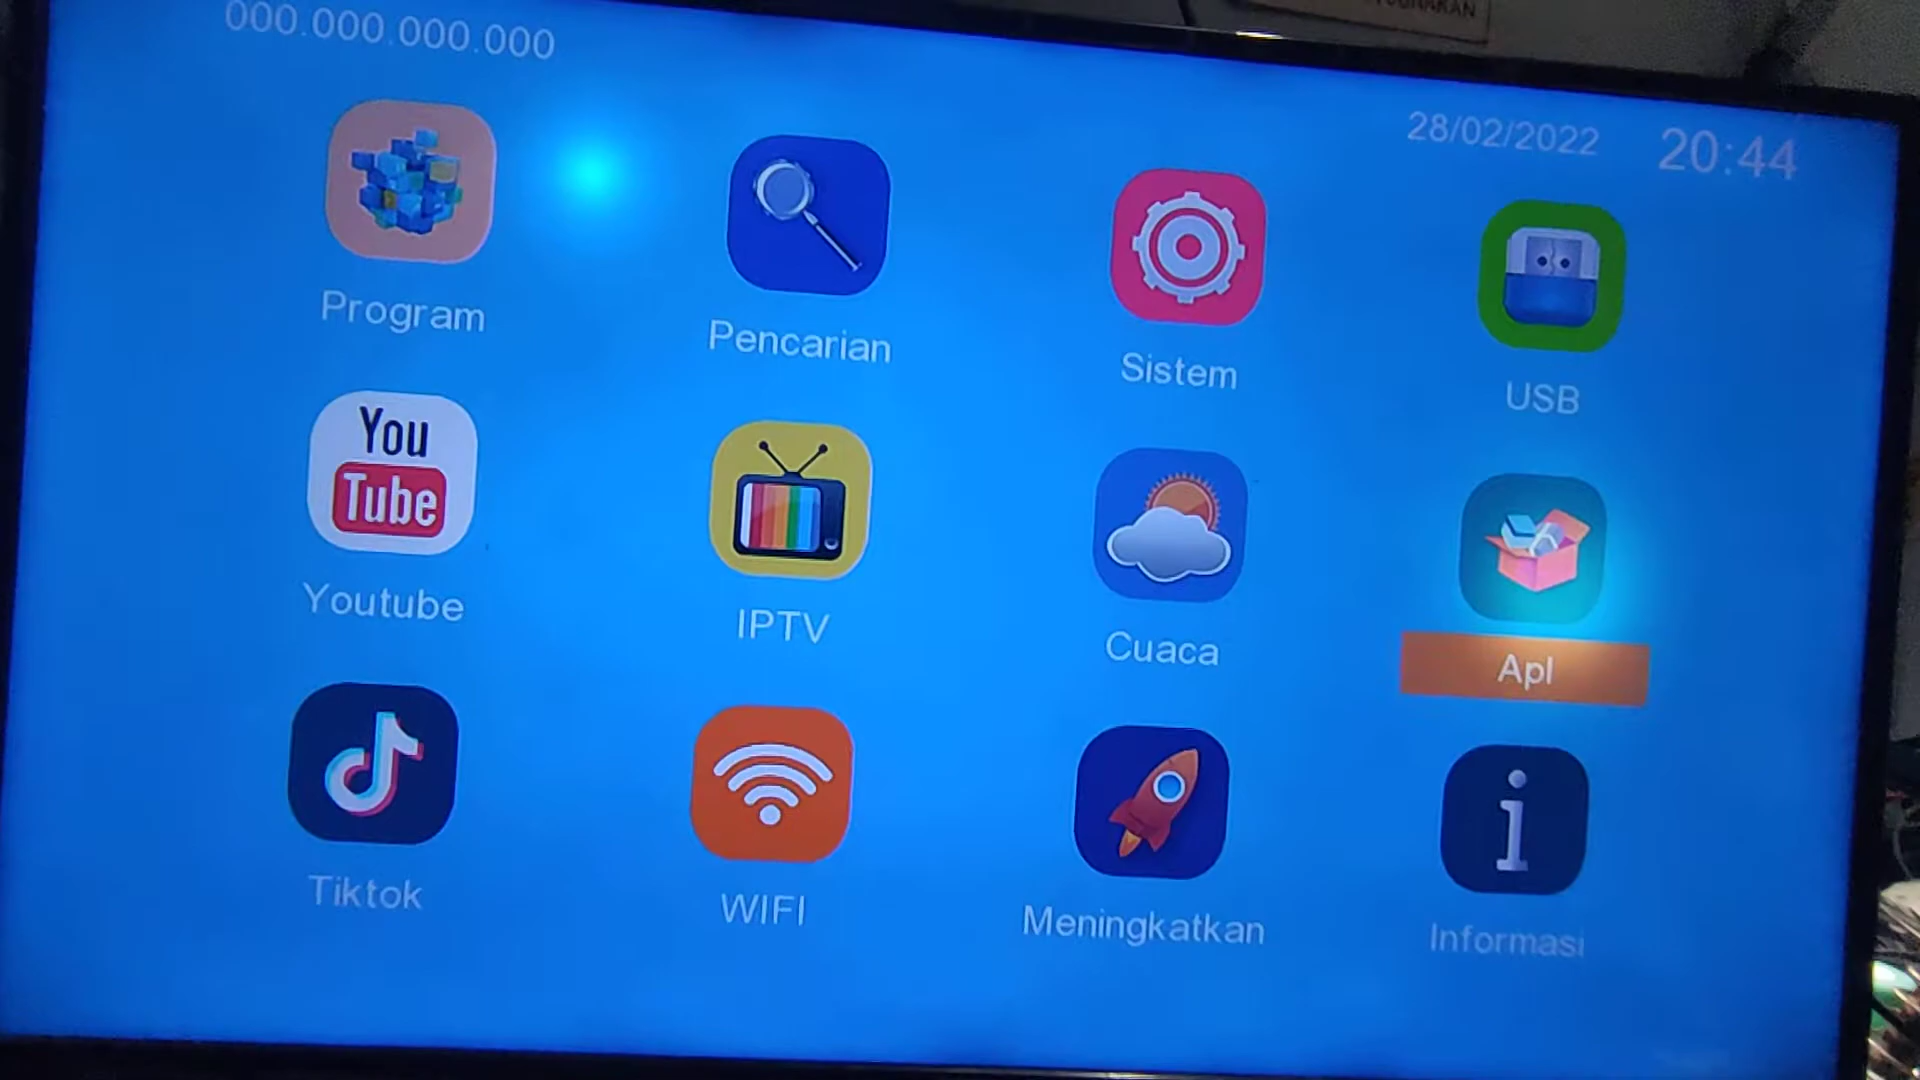 000.000.000.000
28/02/2022 20:44
Program
Pencarian
Sistem
USB
You
Tube
Youtube
IPTV
Cuaca
Apl
Tiktok
WIFI
Meningkatkan
Informasi